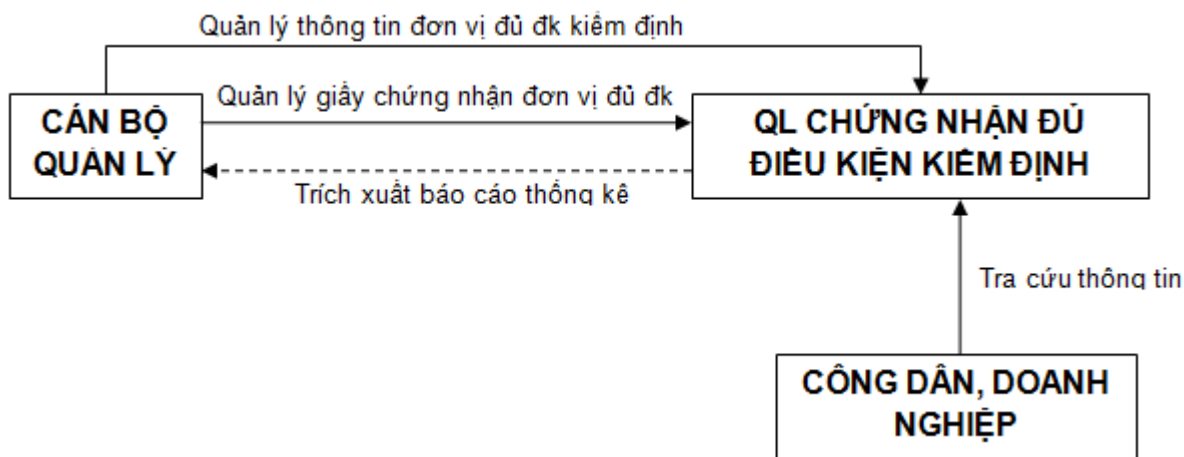 Quản lý thông tin đơn vị đủ đk kiểm định
Quản lý giấy chứng nhận đơn vị đủ đk
CÁN BỘ
QUẢN LÝ
QL CHỨNG NHẬN ĐỦ
ĐIỀU KIỆN KIỂM ĐỊNH
Trích xuất báo cáo thống kê
Tra cứu thông tin
CÔNG DÂN, DOANH
NGHIỆP